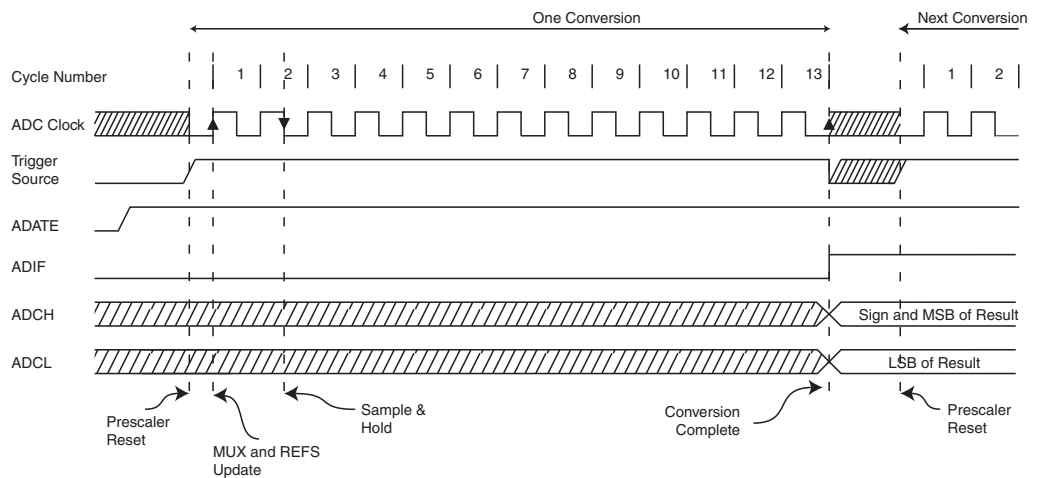 One Conversion
Next Conversion
Cycle Number
1 2 3 4 5 6 7 8 9 10 11 12 13 1 2
ADC Clock
Trigger
Source
ADATE
ADIF
ADCH
Sign and MSB of Result
ADCL
LSB of Result
Prescaler
Reset
MUX and REFS
Update
Sample &
Hold
Conversion
Complete
Prescaler
Reset